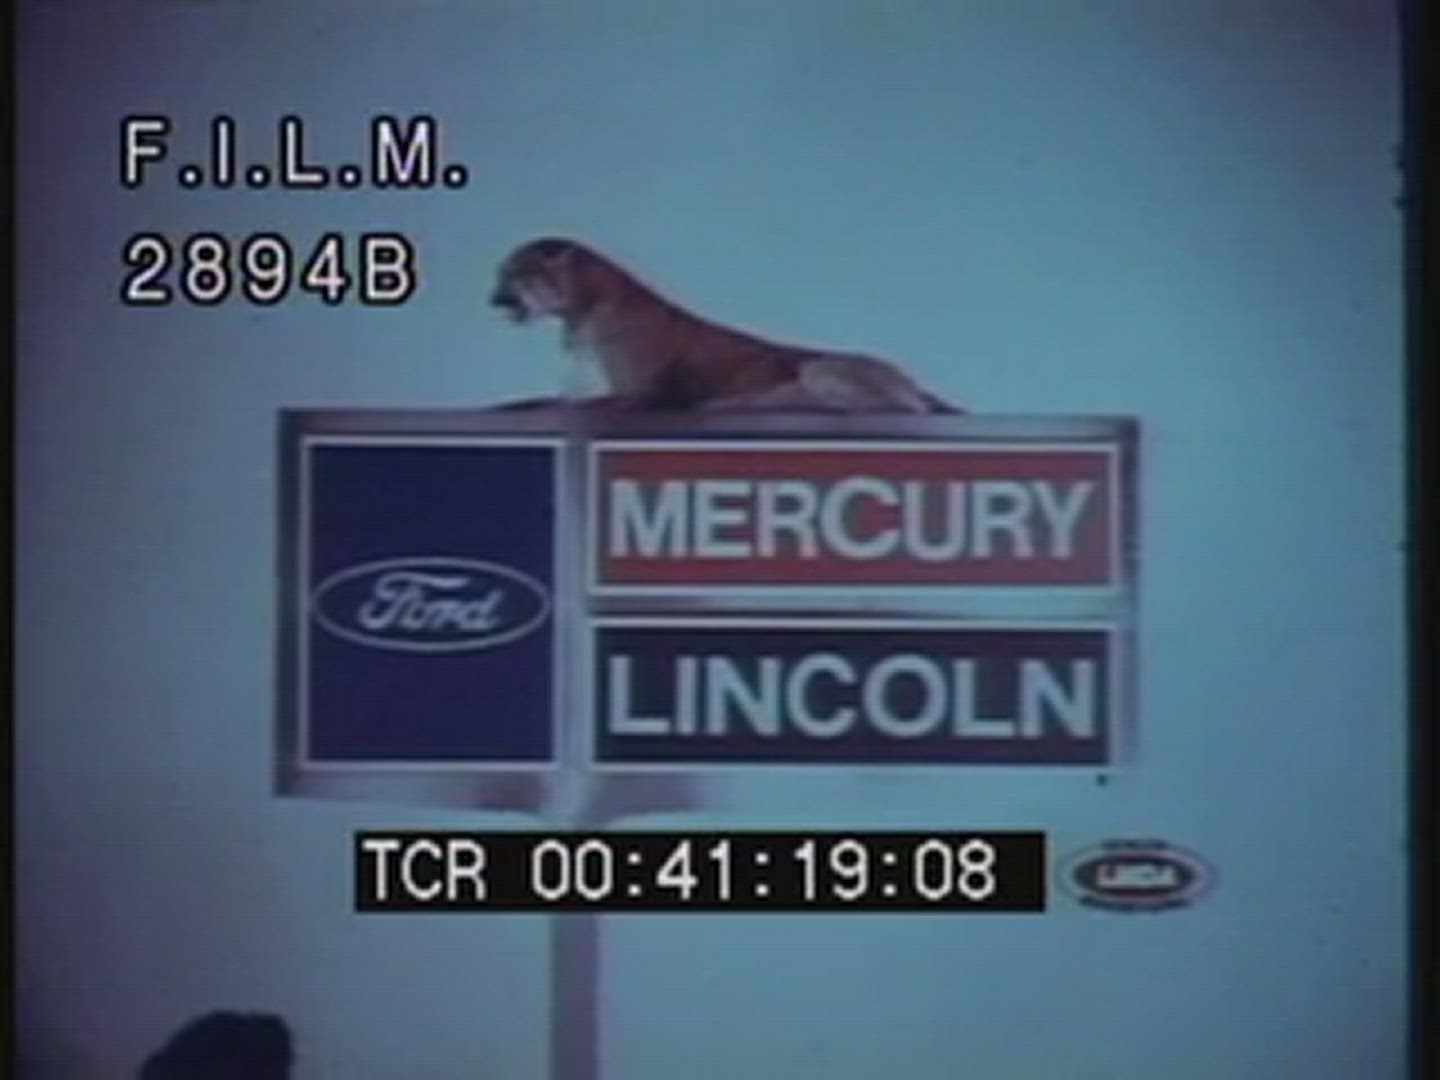 F.I.L.M.
2894B
MERCURY
Ford
LINCOLN
TCR 00:41:19:08